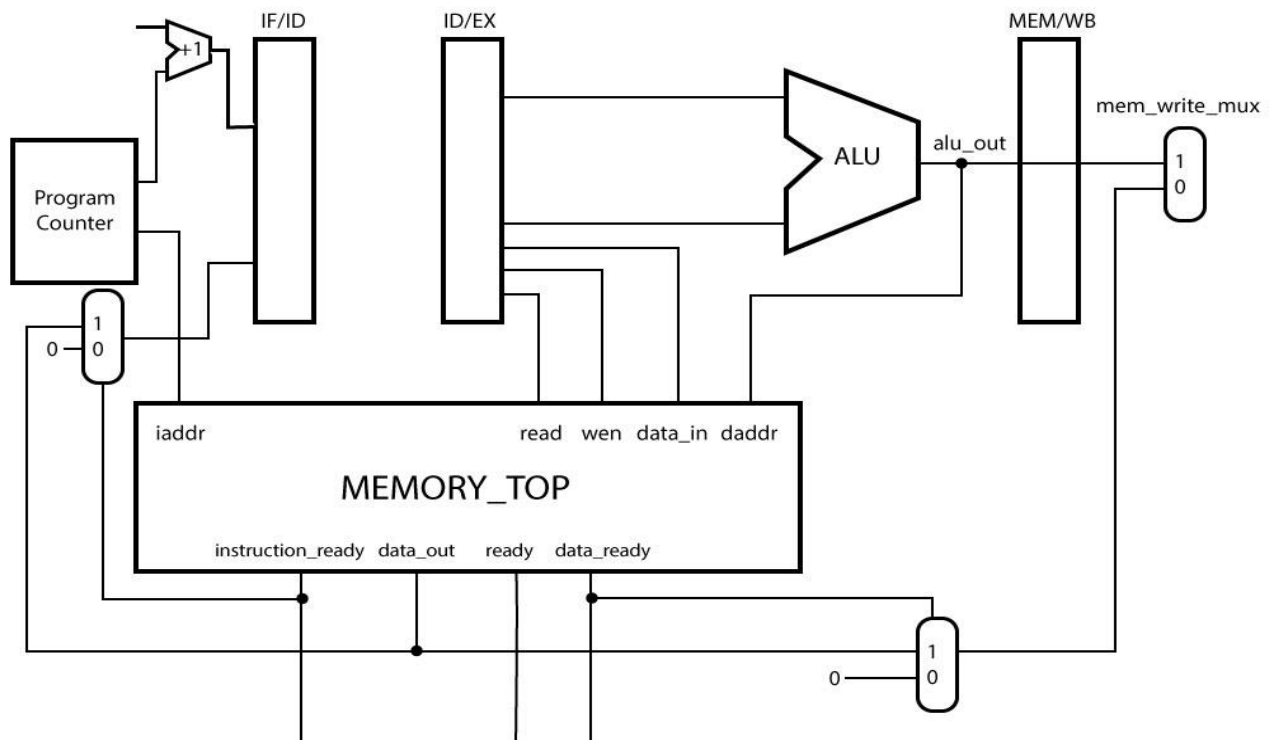 IF/ID
ID/EX
MEM/WB
+1
mem_write_mux
alu_out
ALU
1
0
Program
Counter
1
0
0
iaddr
read
wen
data_in
daddr
MEMORY_TOP
instruction_ready
data_out
ready
data_ready
1
0
0